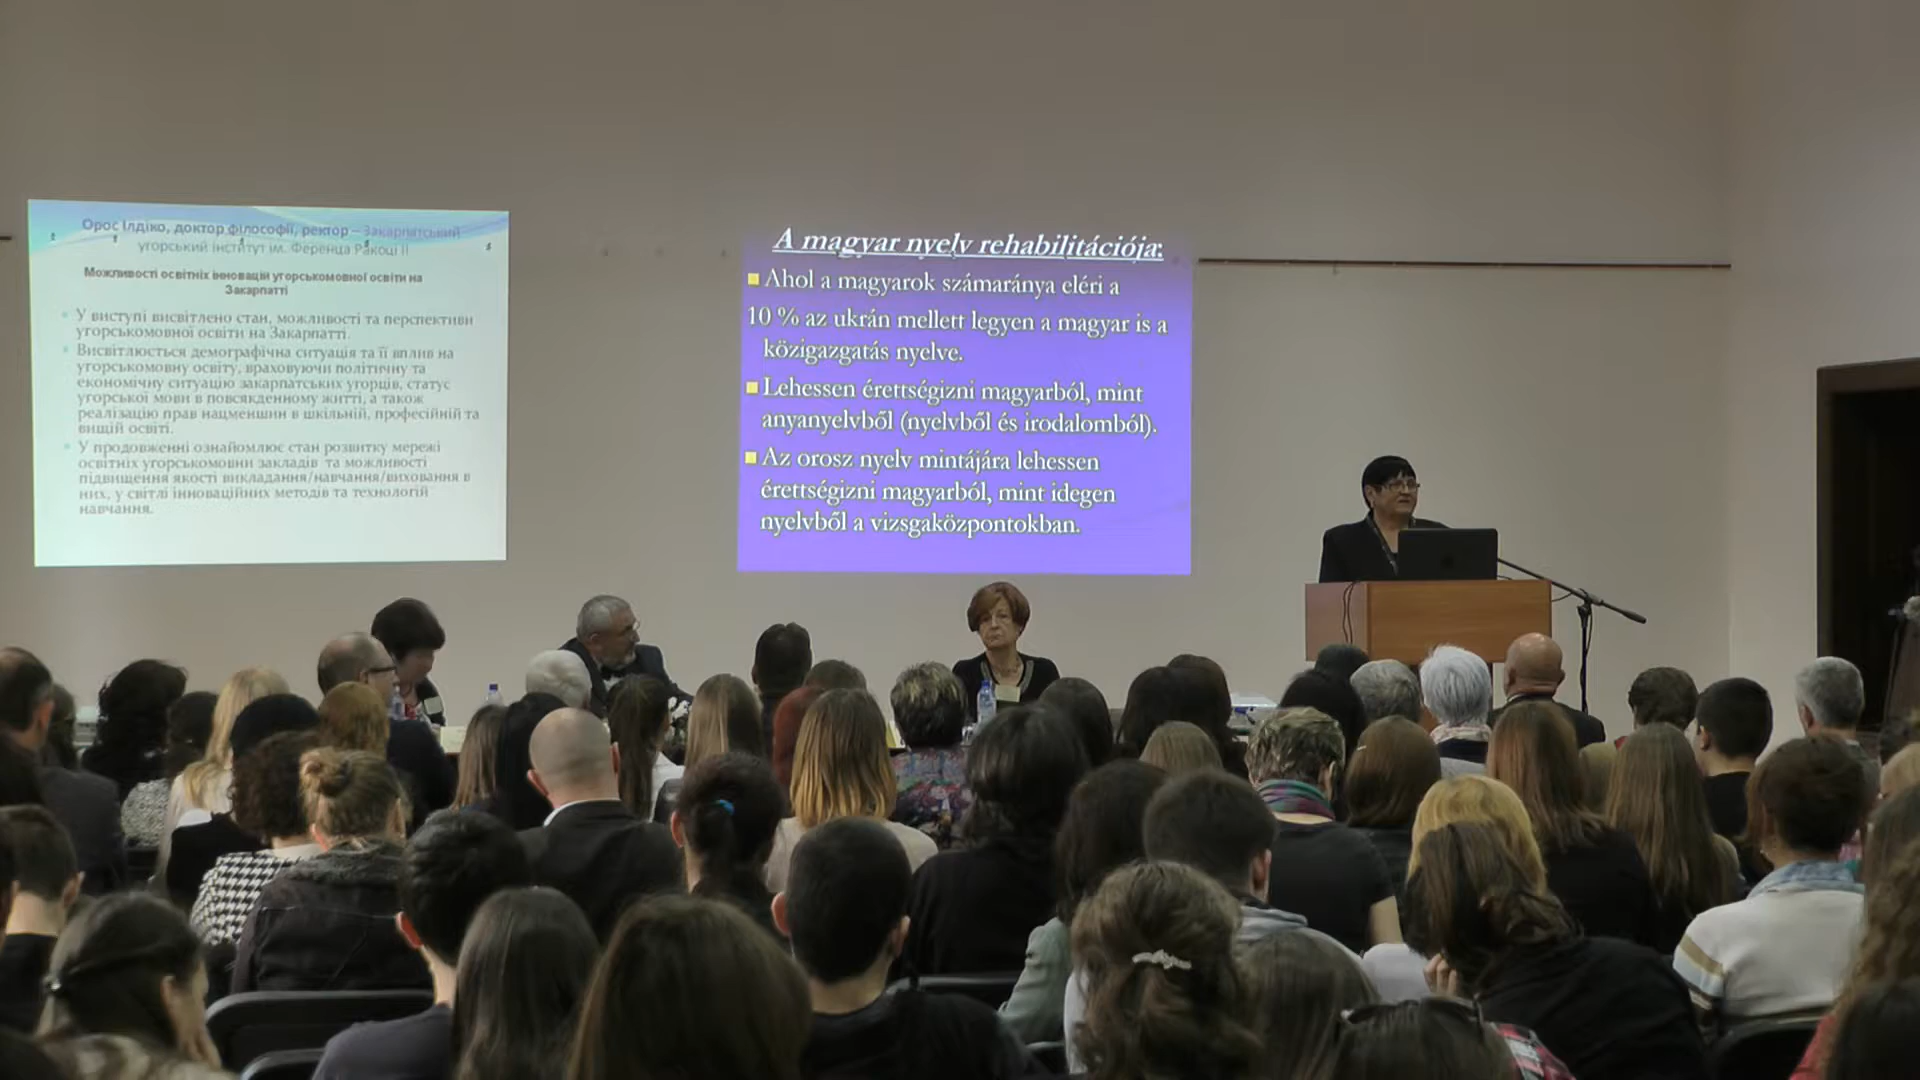 Орос Ілдіко, доктор філософії, ректор – Закарпатський
угорський інститут ім. Ференца Ракоці ІІ
Можливості освітніх інновацій угорськомовної освіти на
Закарпатті
У виступі висвітлено стан, можливості та перспективи
угорськомовної освіти на Закарпатті.
Висвітлюється демографічна ситуація та її вплив на
угорськомовну освіту, враховуючи політичну та
економічну ситуацію закарпатських угорців, статус
угорської мови в повсякденному житті, а також
реалізацію прав нацменшин в шкільній, професійній та
вищій освіті.
У продовженні ознайомлює стан розвитку мережі
освітніх угорськомовни закладів та можливості
підвищення якості викладання/навчання/виховання в
них, у світлі інноваційних методів та технологій
навчання.
A magyar nyelv rehabilitációja:
Ahol a magyarok számaránya eléri a
10 % az ukrán mellett legyen a magyar is a
közigazgatás nyelve.
Lehessen érettségizni magyarból, mint
anyanyelvből (nyelvből és irodalomból).
Az orosz nyelv mintájára lehessen
érettségizni magyarból, mint idegen
nyelvből a vizsgaközpontokban.